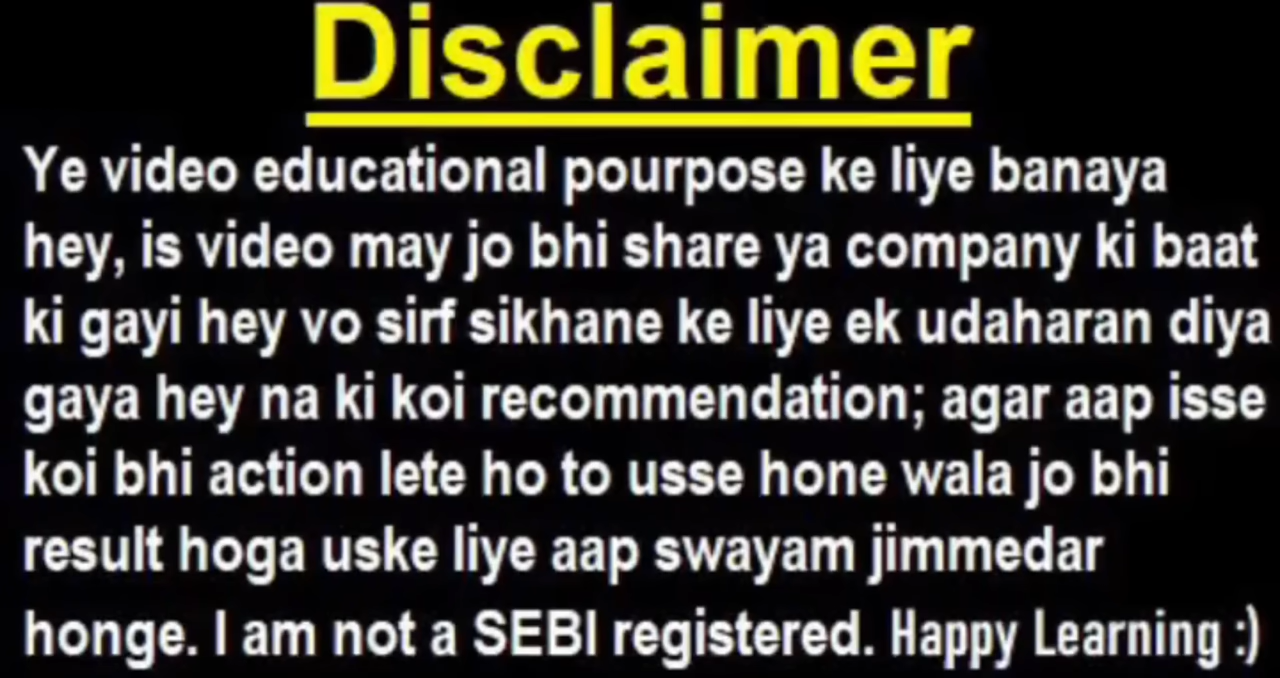 Disclaimer
Ye video educational pourpose ke liye banaya
hey, is video may jo bhi share ya company ki baat
ki gayi hey vo sirf sikhane ke liye ek udaharan diya
gaya hey na ki koi recommendation; agar aap isse
koi bhi action lete ho to usse hone wala jo bhi
result hoga uske liye aap swayam jimmedar
honge. I am not a SEBI registered. Happy Learning :)